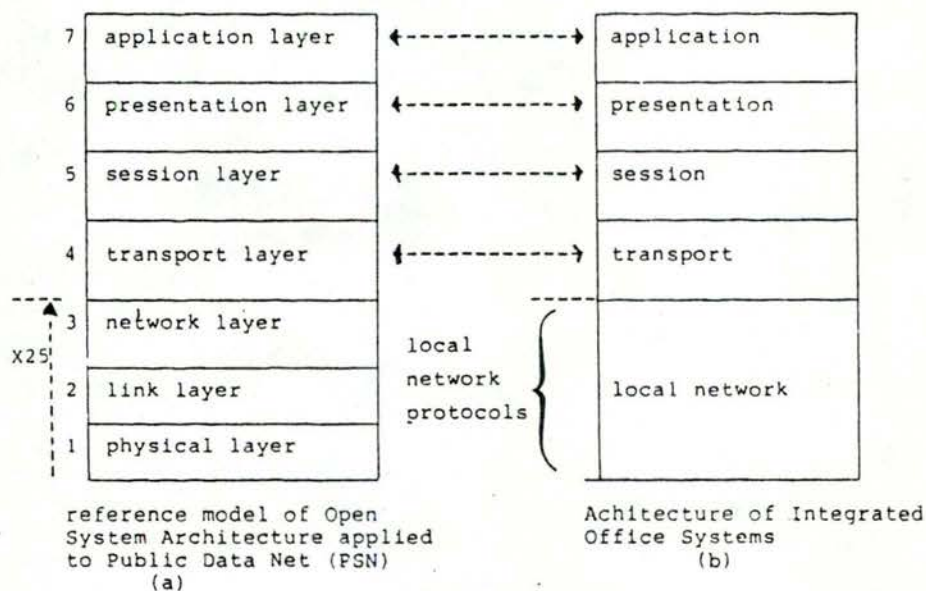 7 application layer application
6 presentation layer presentation
5 session layer session
4 transport layer transport
3 network layer
X25
local
network
protocols
2 link layer local network
1 physical layer
reference model of Open
System Architecture applied
to Public Data Net (PSN)
(a)
Achitecture of Integrated
Office Systems
(b)